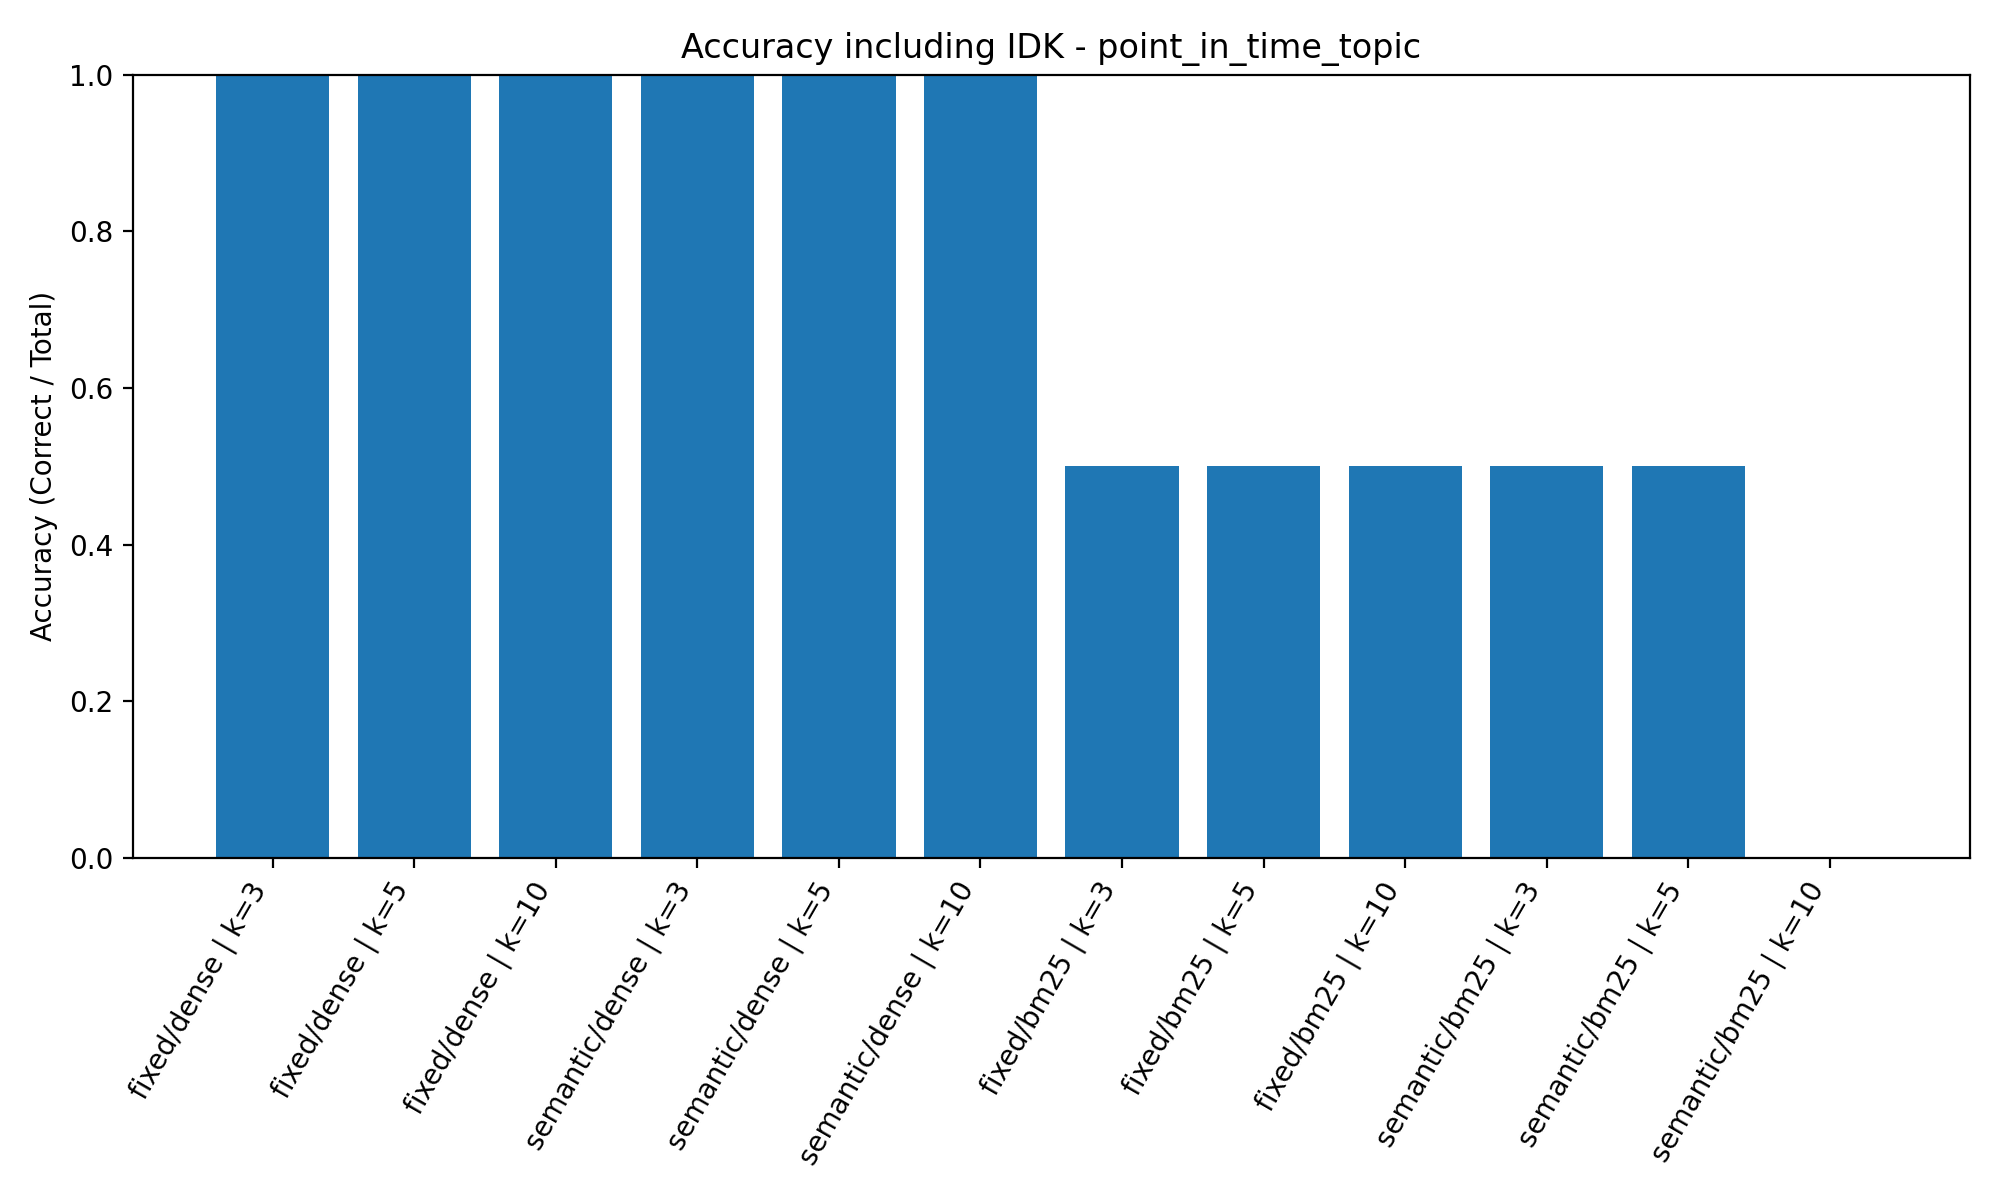 Accuracy including IDK - point_in_time_topic
Accuracy (Correct / Total)
1.0
0.8
0.6
0.4
0.2
0.0
fixed/dense | k=3
fixed/dense | k=5
fixed/dense | k=10
semantic/dense | k=3
semantic/dense | k=5
semantic/dense | k=10
fixed/bm25 | k=3
fixed/bm25 | k=5
fixed/bm25 | k=10
semantic/bm25 | k=3
semantic/bm25 | k=5
semantic/bm25 | k=10